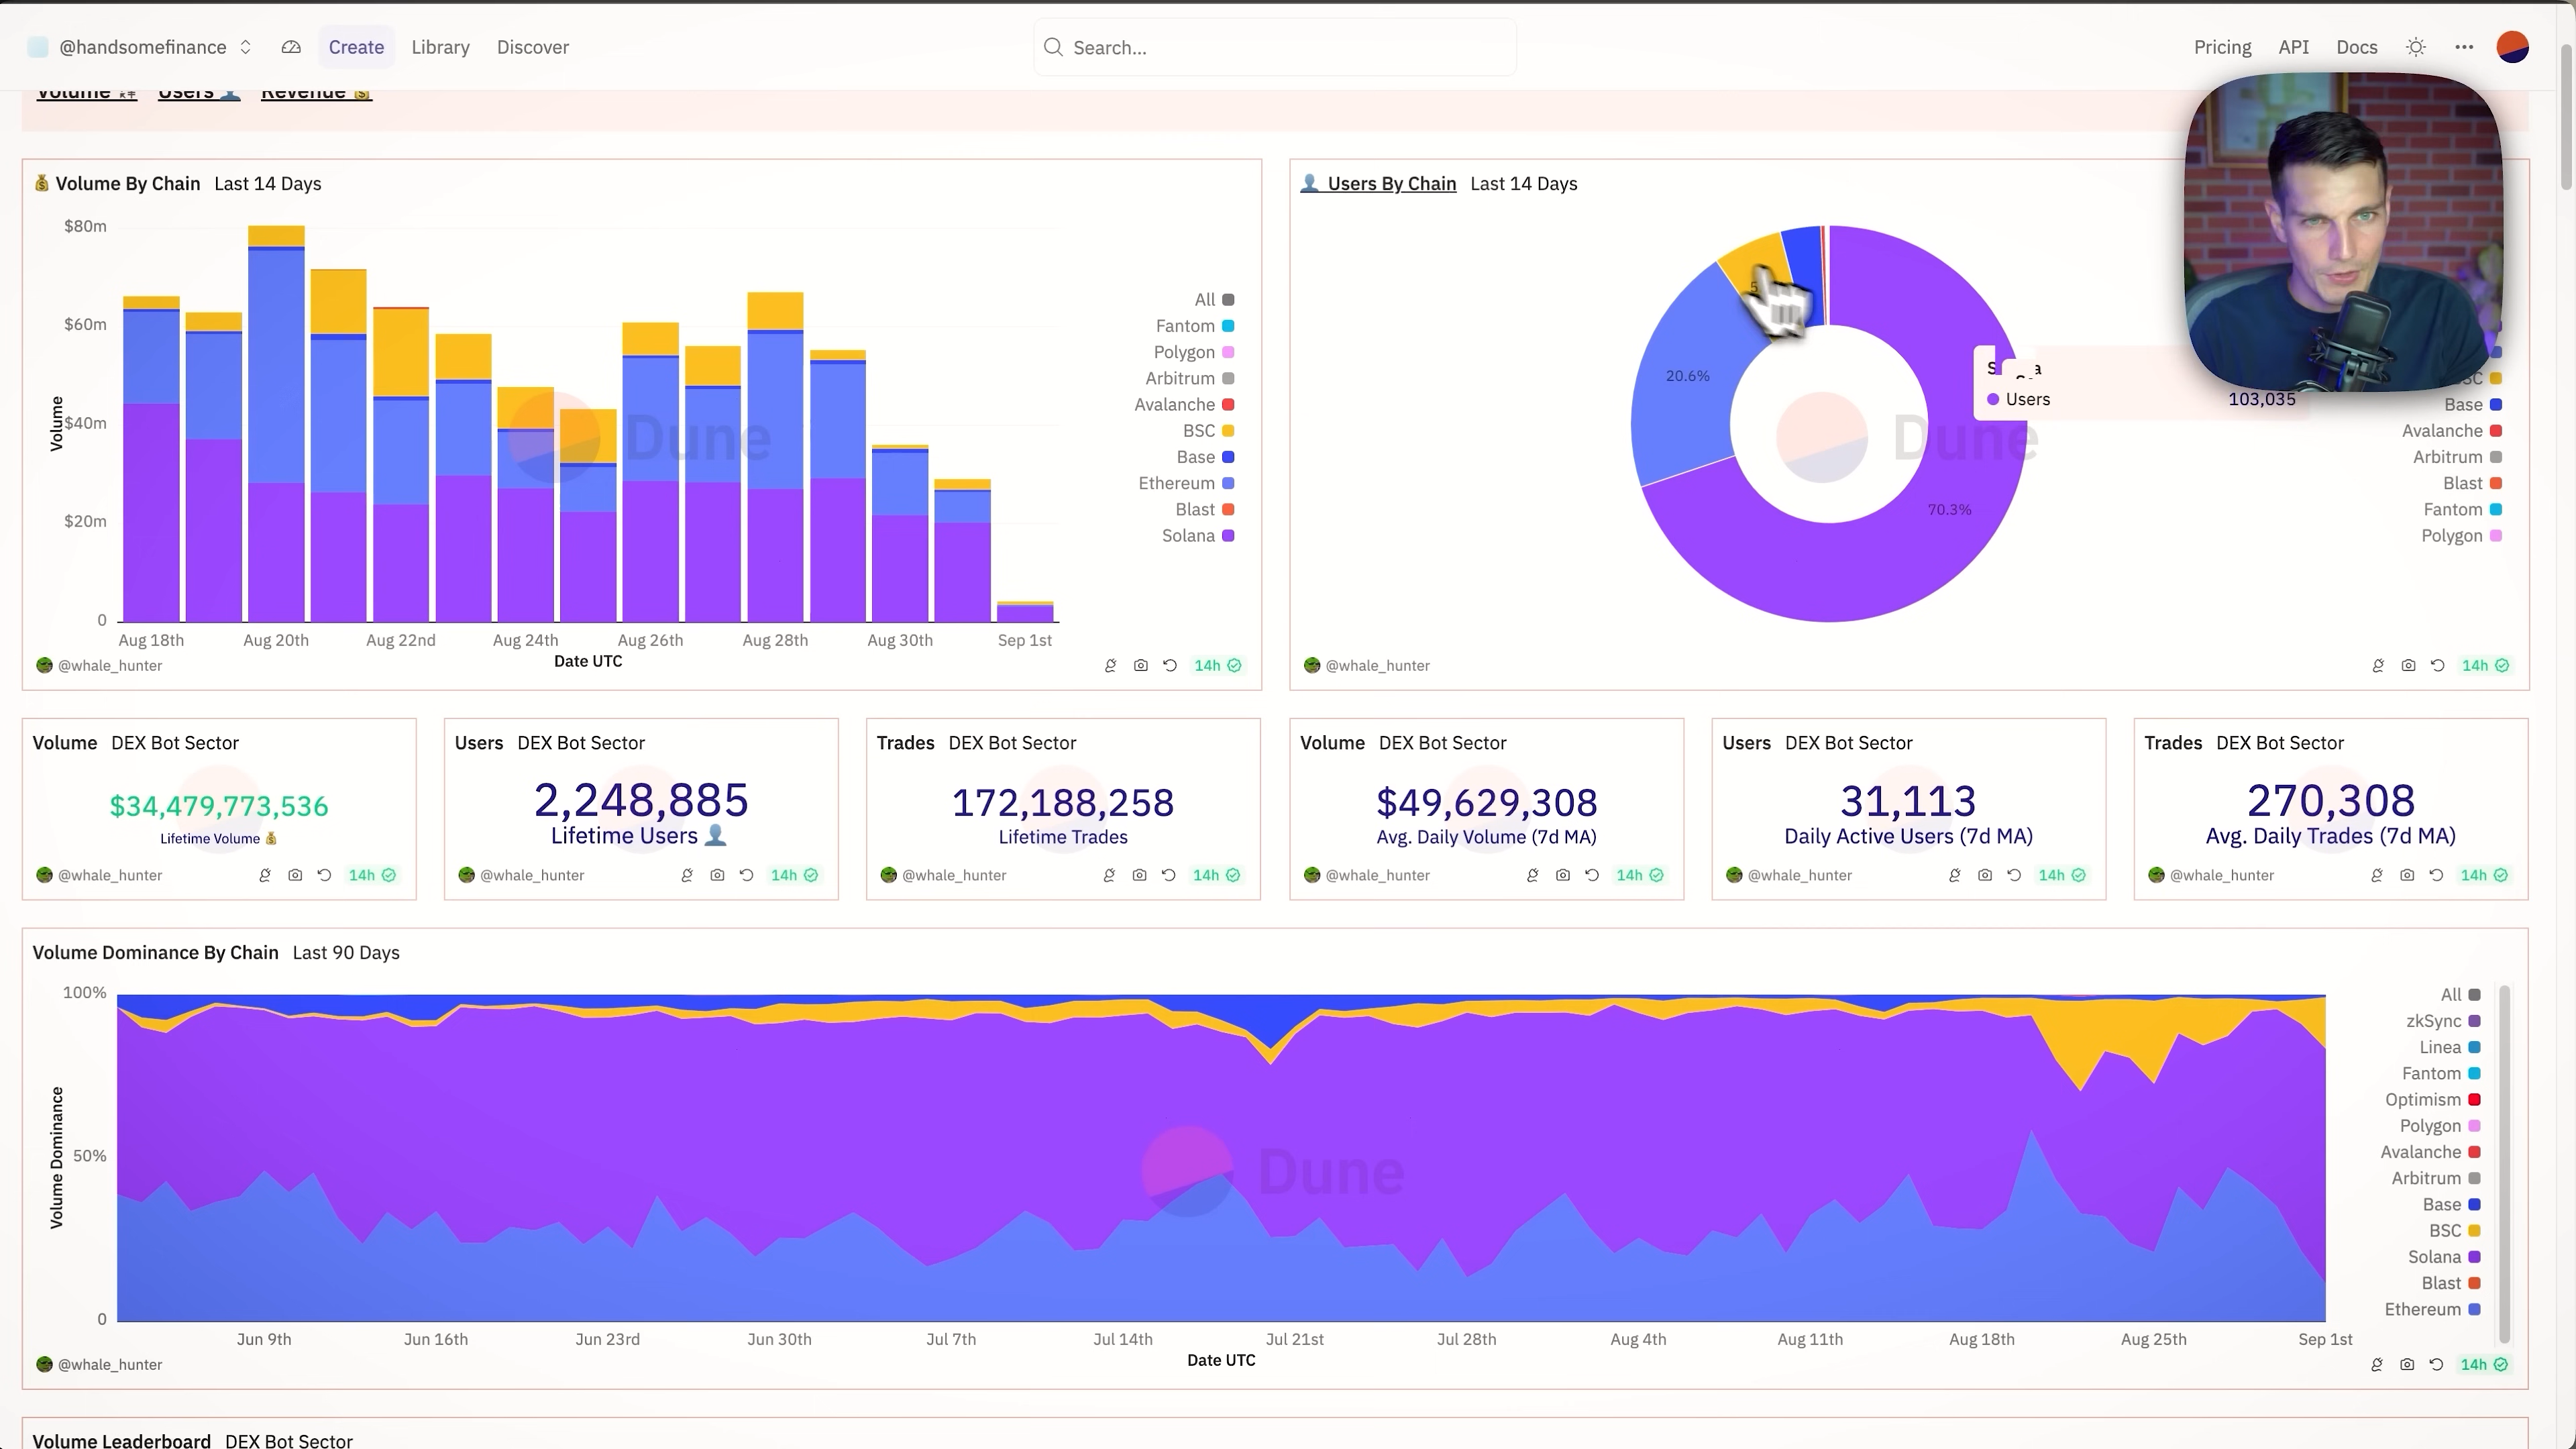 @handsomefinance Create Library Discover Search... Pricing API Docs
Volume Users Revenue
Volume By Chain Last 14 Days
$80m
$60m
$40m
$20m
0
Volume
Aug 18th Aug 20th Aug 22nd Aug 24th Aug 26th Aug 28th Aug 30th Sep 1st
Date UTC
All
Fantom
Polygon
Arbitrum
Avalanche
BSC
Base
Ethereum
Blast
Solana
Dune
@whale_hunter 14h
Users By Chain Last 14 Days
20.6%
70.3%
Users 103,035
Dune
Base
Avalanche
Arbitrum
Blast
Fantom
Polygon
@whale_hunter 14h
Volume DEX Bot Sector
$34,479,773,536
Lifetime Volume
@whale_hunter 14h
Users DEX Bot Sector
2,248,885
Lifetime Users
@whale_hunter 14h
Trades DEX Bot Sector
172,188,258
Lifetime Trades
@whale_hunter 14h
Volume DEX Bot Sector
$49,629,308
Avg. Daily Volume (7d MA)
@whale_hunter 14h
Users DEX Bot Sector
31,113
Daily Active Users (7d MA)
@whale_hunter 14h
Trades DEX Bot Sector
270,308
Avg. Daily Trades (7d MA)
@whale_hunter 14h
Volume Dominance By Chain Last 90 Days
100%
50%
0
Volume Dominance
Dune
Jun 9th Jun 16th Jun 23rd Jun 30th Jul 7th Jul 14th Jul 21st Jul 28th Aug 4th Aug 11th Aug 18th Aug 25th Sep 1st
Date UTC
All
zkSync
Linea
Fantom
Optimism
Polygon
Avalanche
Arbitrum
Base
BSC
Solana
Blast
Ethereum
@whale_hunter 14h
Volume Leaderboard DEX Bot Sector